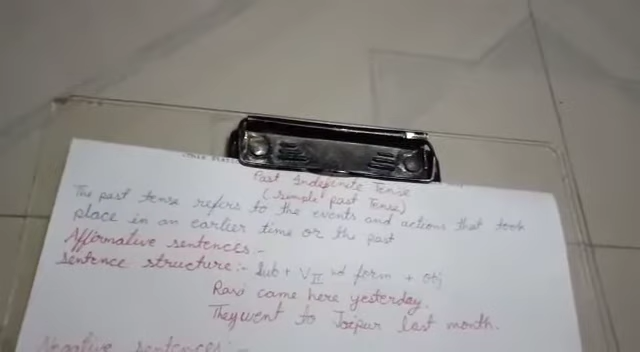 Past Indefinite Tense
(Simple past Tense)
The past tense refers to the events and actions that took
place in an earlier time or the past
Affirmative sentences:-
Sentence structure:- Sub + V II nd form + obj
Ravi came here yesterday.
They went to Jaipur last month.
Negative sentences:-